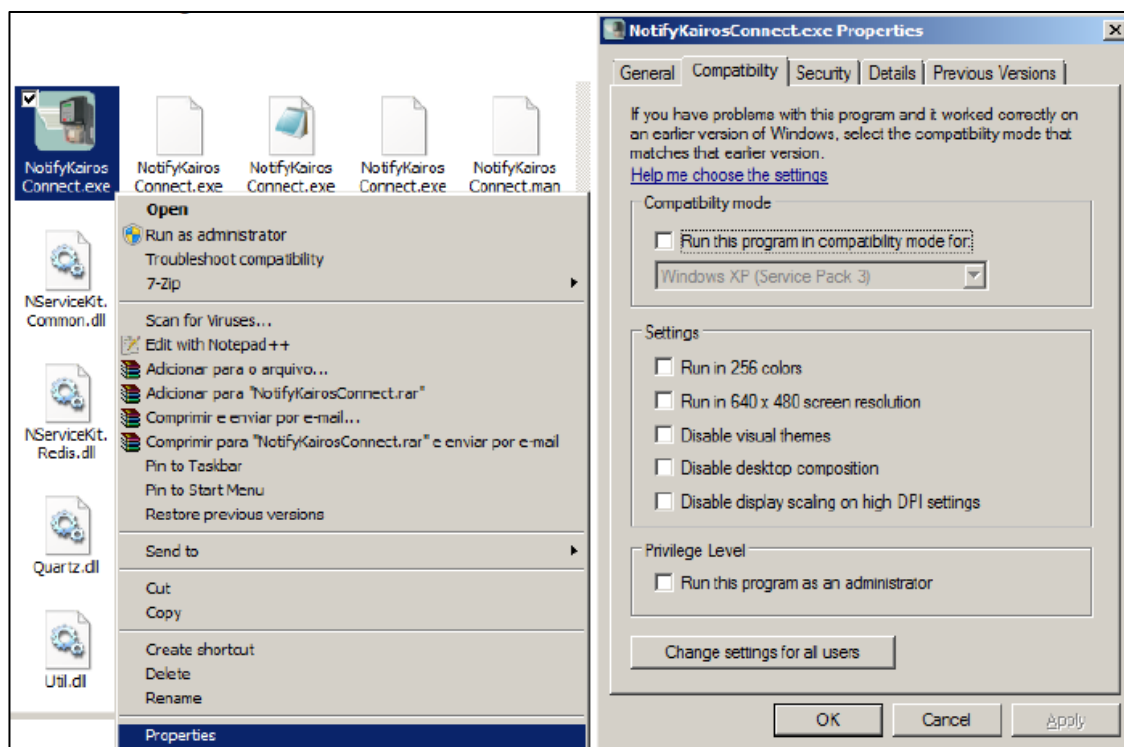 NotifyKairos
Connect.exe
NotifyKairos
Connect.exe
NotifyKairos
Connect.exe
NotifyKairos
Connect.exe
NotifyKairos
Connect.man
NServiceKit.
Common.dll
NServiceKit.
Redis.dll
Quartz.dll
Util.dll
Open
Run as administrator
Troubleshoot compatibility
7-Zip
Scan for Viruses...
Edit with Notepad++
Adicionar para o arquivo...
Adicionar para "NotifyKairosConnect.rar"
Comprimir e enviar por e-mail...
Comprimir para "NotifyKairosConnect.rar" e enviar por e-mail
Pin to Taskbar
Pin to Start Menu
Restore previous versions
Send to
Cut
Copy
Create shortcut
Delete
Rename
Properties
NotifyKairosConnect.exe Properties
General Compatibility Security Details Previous Versions
If you have problems with this program and it worked correctly on
an earlier version of Windows, select the compatibility mode that
matches that earlier version.
Help me choose the settings
Compatibility mode
Run this program in compatibility mode for:
Windows XP (Service Pack 3)
Settings
Run in 256 colors
Run in 640 x 480 screen resolution
Disable visual themes
Disable desktop composition
Disable display scaling on high DPI settings
Privilege Level
Run this program as an administrator
Change settings for all users
OK Cancel Apply